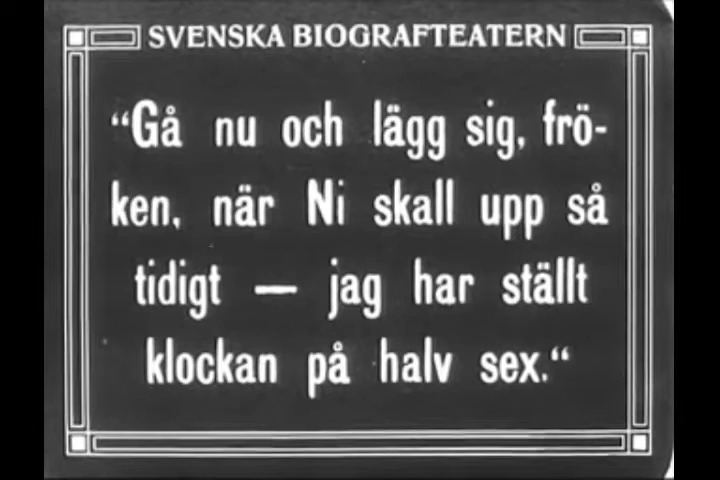 SVENSKA BIOGRAFTEATERN
“Gå nu och lägg sig, frö-
ken, när Ni skall upp så
tidigt — jag har ställt
klockan på halv sex.“